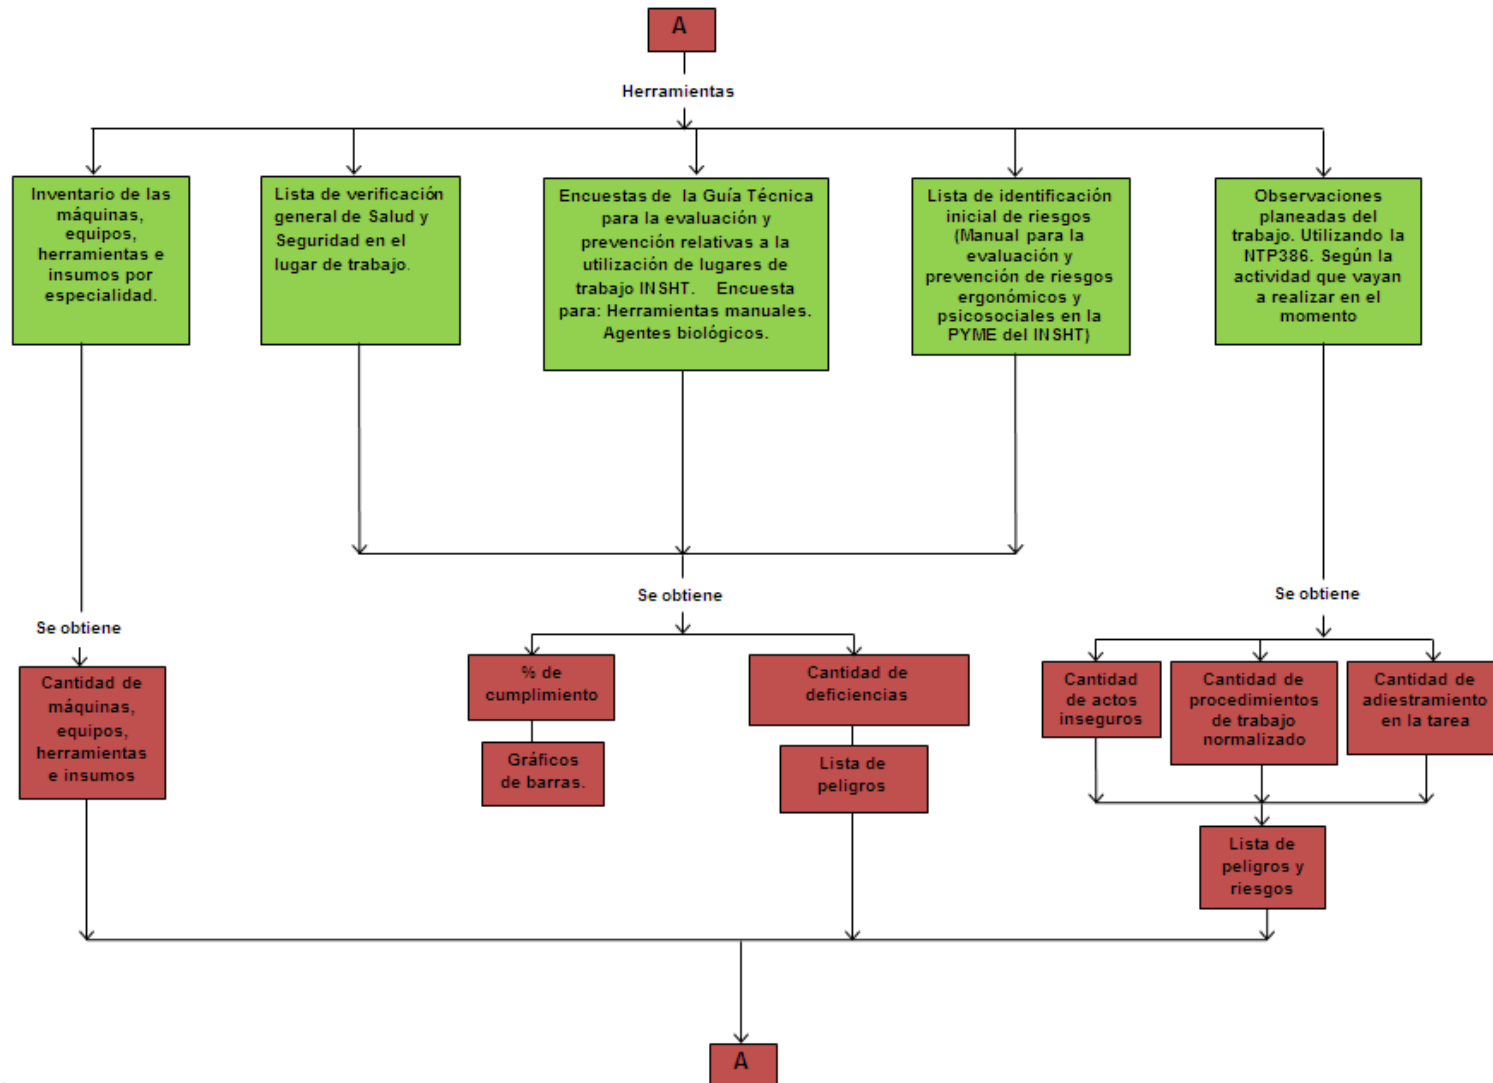 A
Herramientas
Inventario de las
máquinas,
equipos,
herramientas e
insumos por
especialidad.
Lista de verificación
general de Salud y
Seguridad en el
lugar de trabajo.
Encuestas de la Guía Técnica
para la evaluación y
prevención relativas a la
utilización de lugares de
trabajo INSHT. Encuesta
para: Herramientas manuales.
Agentes biológicos.
Lista de identificación
inicial de riesgos
(Manual para la
evaluación y
prevención de riesgos
ergonómicos y
psicosociales en la
PYME del INSHT)
Observaciones
planeadas del
trabajo. Utilizando la
NTP386. Según la
actividad que vayan
a realizar en el
momento
Se obtiene
Se obtiene
Se obtiene
Cantidad de
máquinas,
equipos,
herramientas
e insumos
% de
cumplimiento
Gráficos
de barras.
Cantidad de
deficiencias
Lista de
peligros
Cantidad
de actos
inseguros
Cantidad de
procedimientos
de trabajo
normalizado
Cantidad de
adiestramiento
en la tarea
Lista de
peligros y
riesgos
A